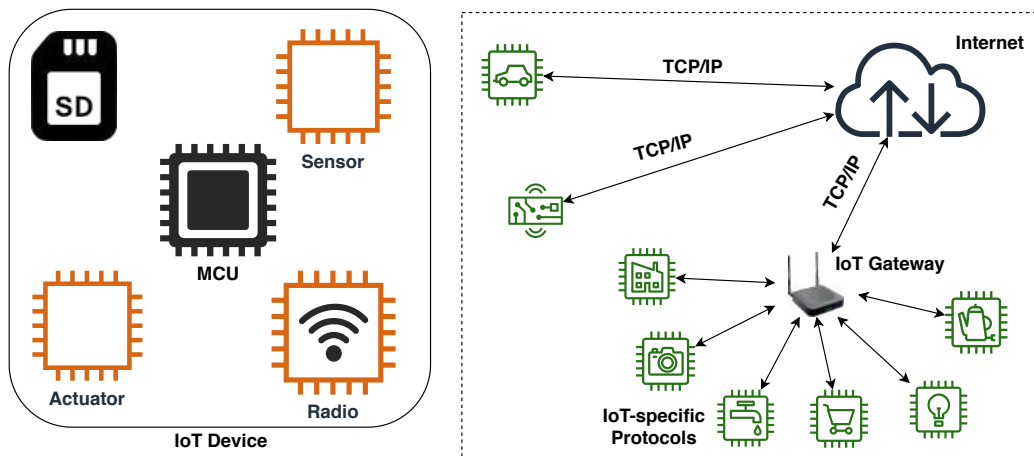 SD
Sensor
MCU
Actuator
Radio
IoT Device
Internet
TCP/IP
TCP/IP
TCP/IP
IoT Gateway
IoT-specific
Protocols